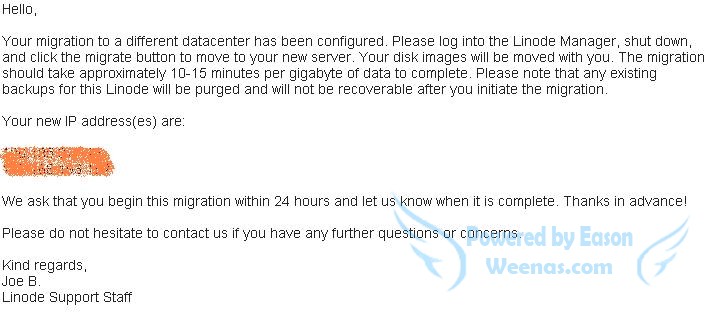 Hello,
Your migration to a different datacenter has been configured. Please log into the Linode Manager, shut down,
and click the migrate button to move to your new server. Your disk images will be moved with you. The migration
should take approximately 10-15 minutes per gigabyte of data to complete. Please note that any existing
backups for this Linode will be purged and will not be recoverable after you initiate the migration.
Your new IP address(es) are:
We ask that you begin this migration within 24 hours and let us know when it is complete. Thanks in advance!
Please do not hesitate to contact us if you have any further questions or concerns.
Kind regards,
Joe B.
Linode Support Staff
Powered by Eason
Weenas.com